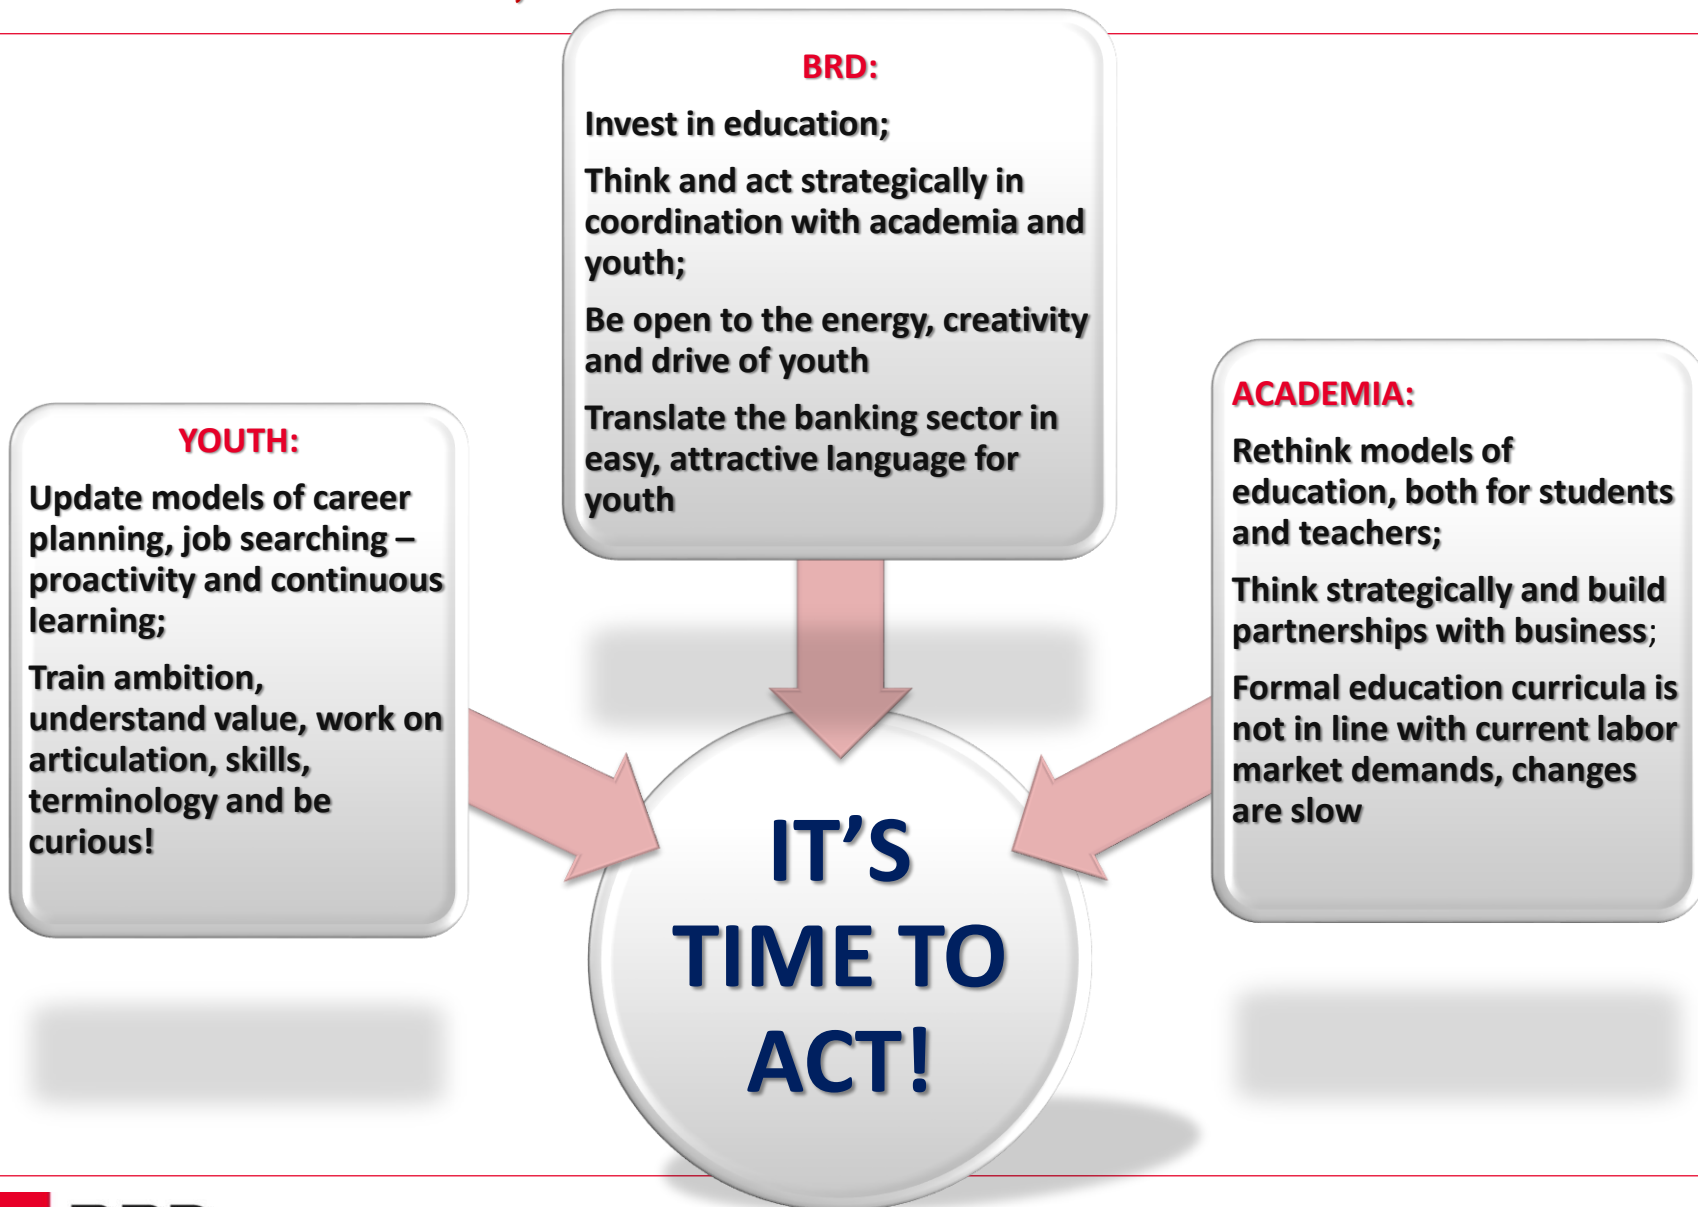 BRD:
Invest in education;
Think and act strategically in
coordination with academia and
youth;
Be open to the energy, creativity
and drive of youth
Translate the banking sector in
easy, attractive language for
youth
YOUTH:
Update models of career
planning, job searching –
proactivity and continuous
learning;
Train ambition,
understand value, work on
articulation, skills,
terminology and be
curious!
ACADEMIA:
Rethink models of
education, both for students
and teachers;
Think strategically and build
partnerships with business;
Formal education curricula is
not in line with current labor
market demands, changes
are slow
IT’S
TIME TO
ACT!